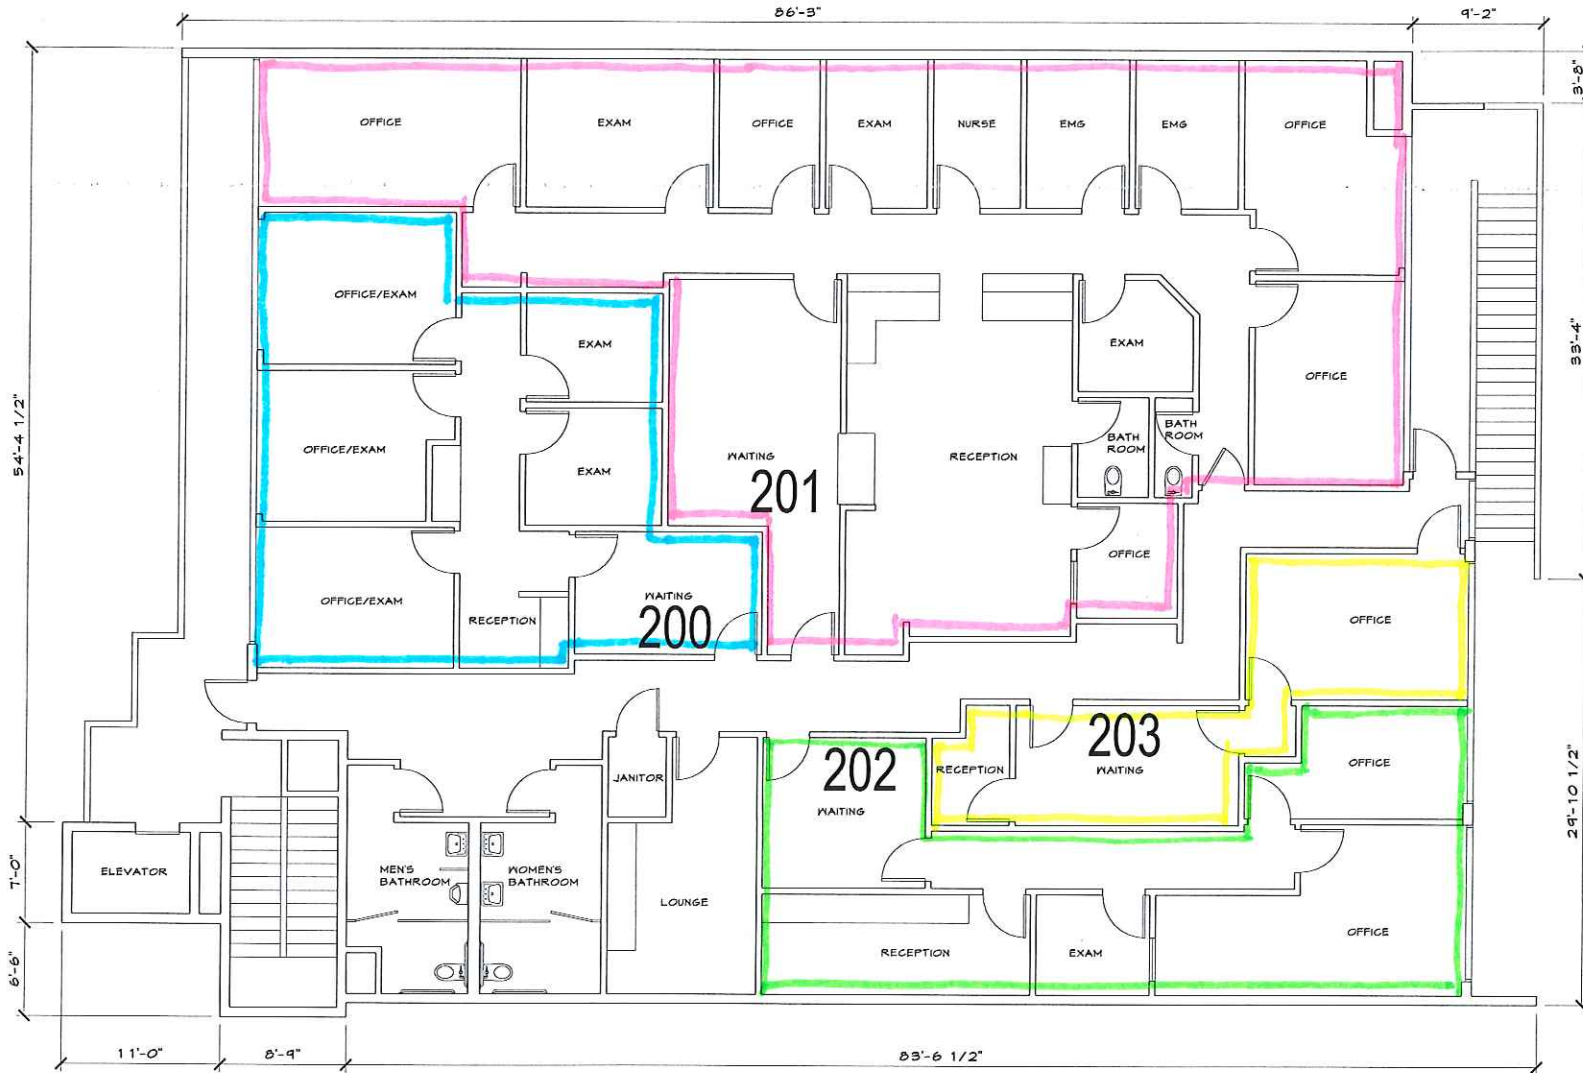 86'-3"
9'-2"
3'-8"
OFFICE
EXAM
OFFICE
EXAM
NURSE
EMG
EMG
OFFICE
OFFICE/EXAM
EXAM
EXAM
OFFICE
33'-4"
54'-4 1/2"
OFFICE/EXAM
EXAM
WAITING
201
RECEPTION
BATH
ROOM
BATH
ROOM
OFFICE
OFFICE/EXAM
RECEPTION
WAITING
200
OFFICE
203
WAITING
RECEPTION
202
WAITING
OFFICE
JANITOR
29'-10 1/2"
7'-0"
ELEVATOR
MEN'S
BATHROOM
WOMEN'S
BATHROOM
LOUNGE
OFFICE
RECEPTION
EXAM
6'-6"
11'-0"
8'-9"
83'-6 1/2"